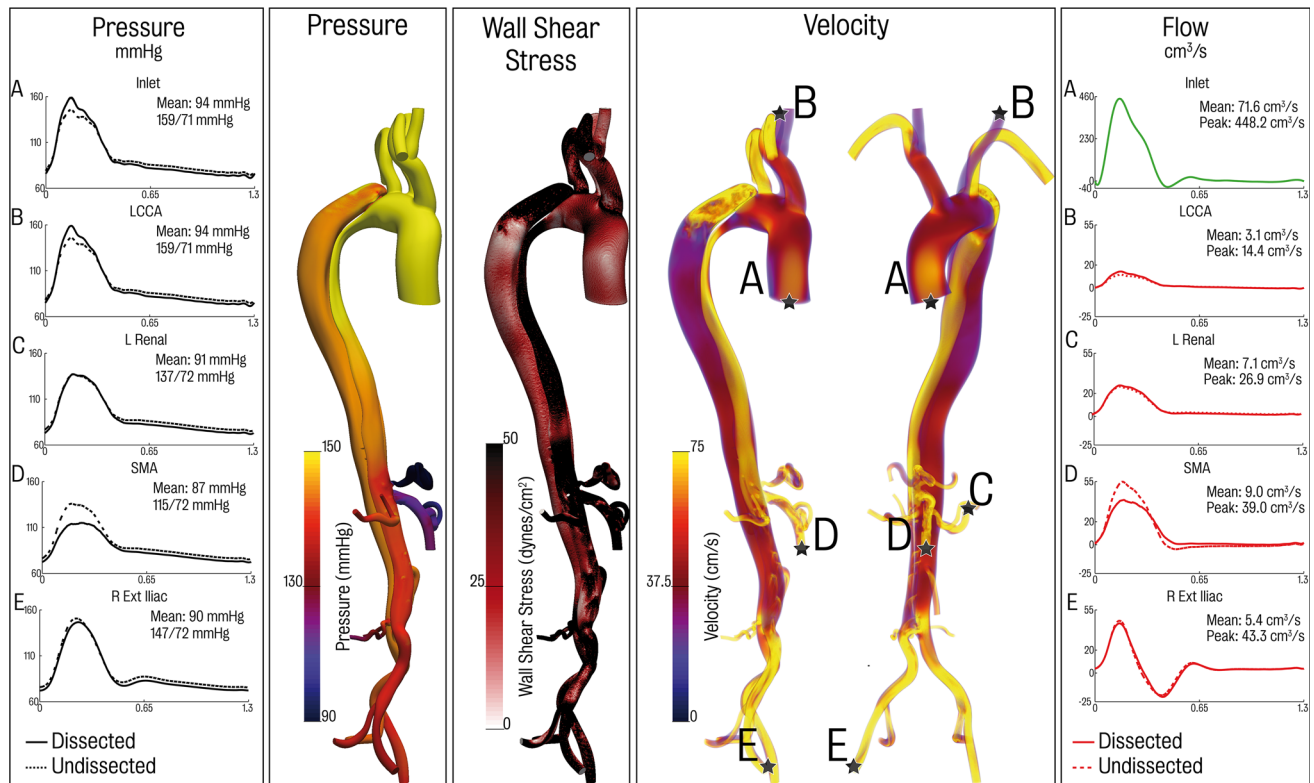 Pressure
mmHg
A
Inlet
160
110
60
Mean: 94 mmHg
159/71 mmHg
0
0.65
1.3
B
LCCA
160
110
60
Mean: 94 mmHg
159/71 mmHg
0
0.65
1.3
C
L Renal
160
110
60
Mean: 91 mmHg
137/72 mmHg
0
0.65
1.3
D
SMA
160
110
60
Mean: 87 mmHg
115/72 mmHg
0
0.65
1.3
E
R Ext Iliac
160
110
60
Mean: 90 mmHg
147/72 mmHg
0
0.65
1.3
Dissected
Undissected
Pressure
150
130
90
Pressure (mmHg)
Wall Shear
Stress
50
25
0
Wall Shear Stress (dynes/cm²)
Velocity
B
B
A
A
C
D
D
E
E
75
37.5
0
Velocity (cm/s)
Flow
cm³/s
A
Inlet
460
230
-40
Mean: 71.6 cm³/s
Peak: 448.2 cm³/s
0
0.65
1.3
B
LCCA
55
20
0
-25
Mean: 3.1 cm³/s
Peak: 14.4 cm³/s
0
0.65
1.3
C
L Renal
55
20
0
-25
Mean: 7.1 cm³/s
Peak: 26.9 cm³/s
0
0.65
1.3
D
SMA
55
20
0
-25
Mean: 9.0 cm³/s
Peak: 39.0 cm³/s
0
0.65
1.3
E
R Ext Iliac
50
20
0
-25
Mean: 5.4 cm³/s
Peak: 43.3 cm³/s
0
0.65
1.3
Dissected
Undissected